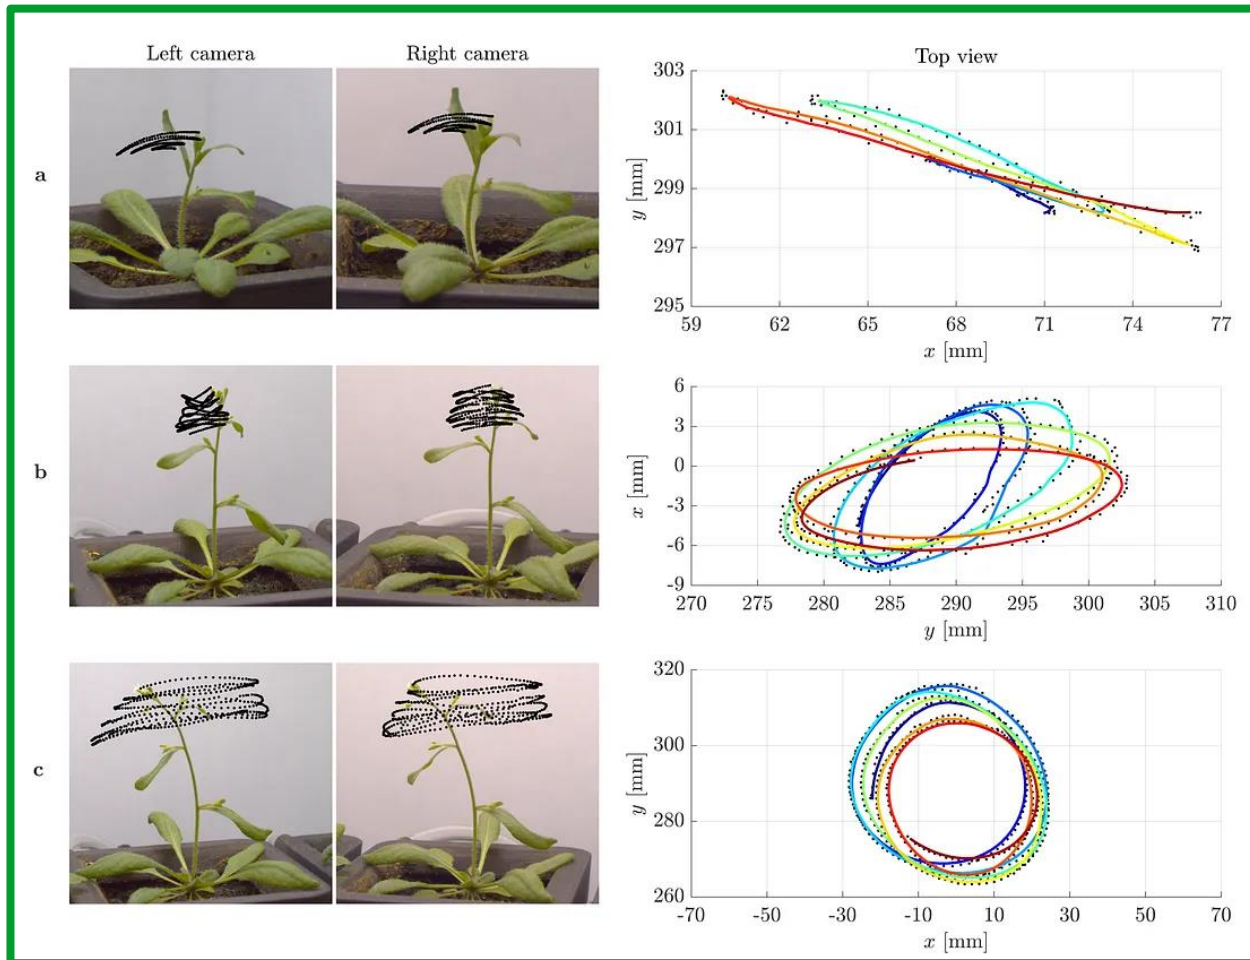 Left camera
Right camera
Top view
a
303
301
299
297
295
y [mm]
59 62 65 68 71 74 77
x [mm]
b
6
3
0
-3
-6
-9
x [mm]
270 275 280 285 290 295 300 305 310
y [mm]
c
320
300
280
260
y [mm]
-70 -50 -30 -10 10 30 50 70
x [mm]